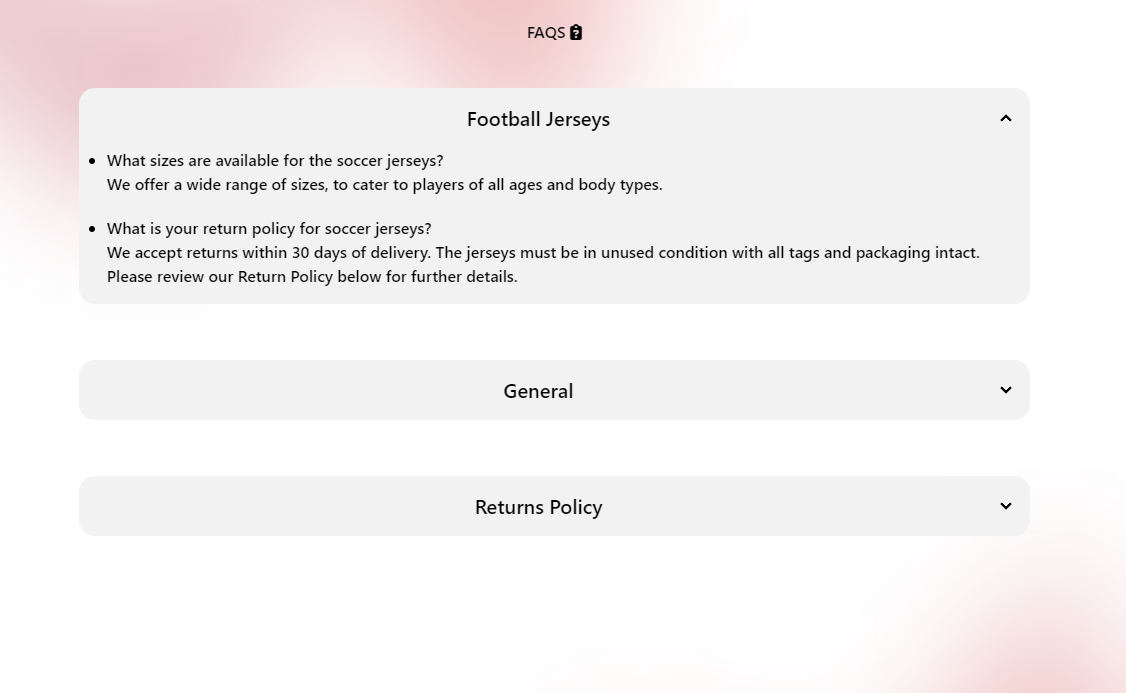 FAQS
Football Jerseys
• What sizes are available for the soccer jerseys?
We offer a wide range of sizes, to cater to players of all ages and body types.
• What is your return policy for soccer jerseys?
We accept returns within 30 days of delivery. The jerseys must be in unused condition with all tags and packaging intact.
Please review our Return Policy below for further details.
General
Returns Policy